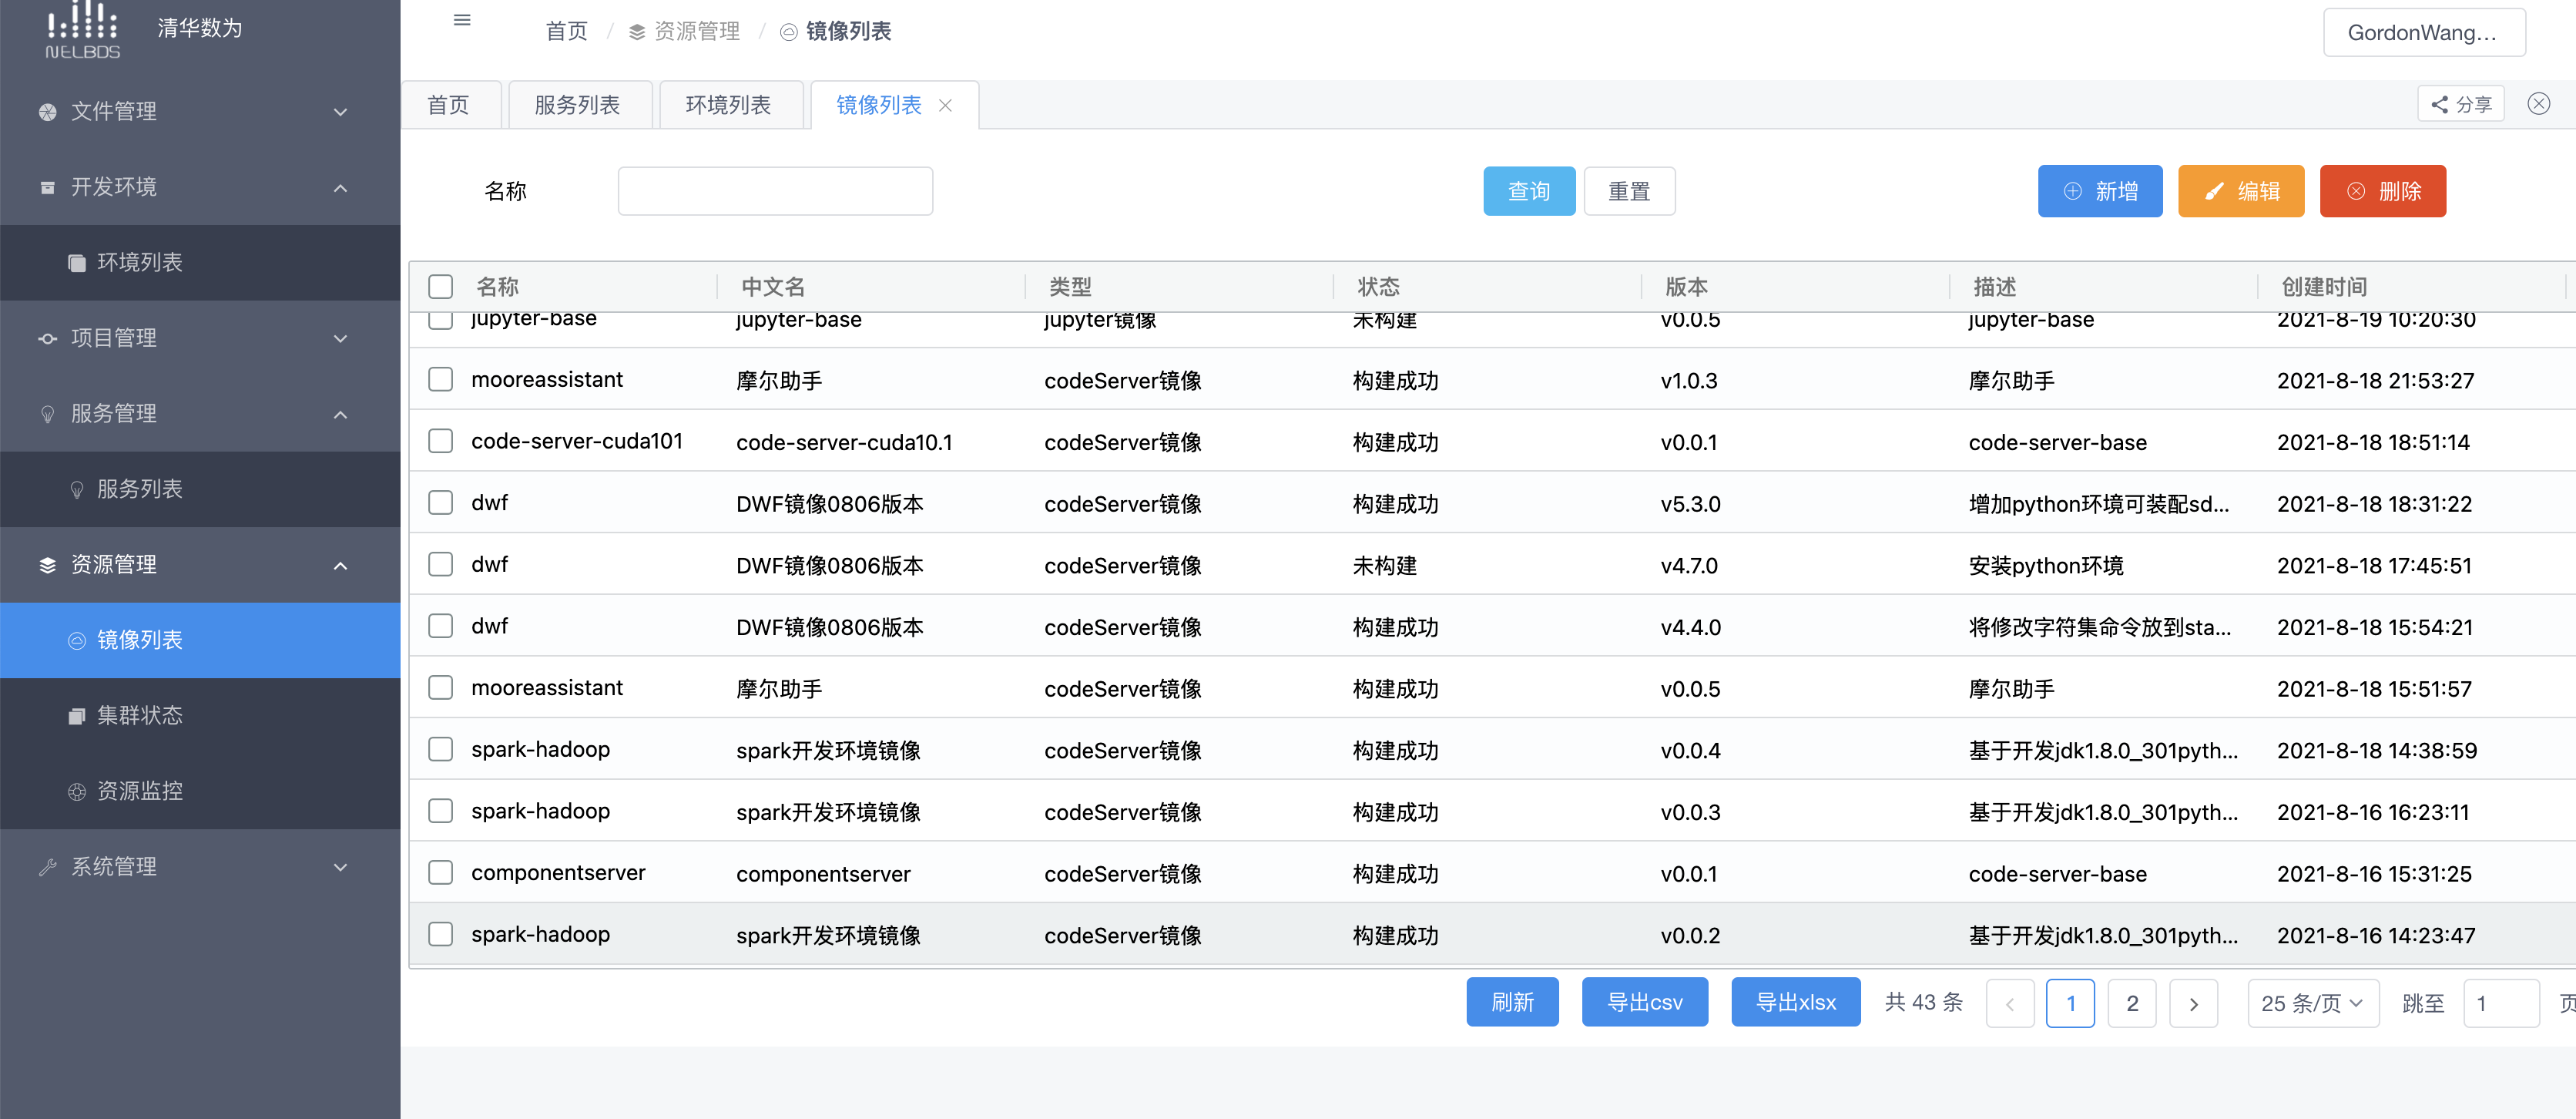 NELBDS
清华数为
首页 / 资源管理 / 镜像列表
GordonWang...
文件管理
开发环境
环境列表
项目管理
服务管理
服务列表
资源管理
镜像列表
集群状态
资源监控
系统管理
首页 服务列表 环境列表 镜像列表
分享
名称 查询 重置 新增 编辑 删除
名称 中文名 类型 状态 版本 描述 创建时间
jupyter-base jupyter-base jupyter镜像 未构建 v0.0.5 jupyter-base 2021-8-19 10:20:30
mooreassistant 摩尔助手 codeServer镜像 构建成功 v1.0.3 摩尔助手 2021-8-18 21:53:27
code-server-cuda101 code-server-cuda10.1 codeServer镜像 构建成功 v0.0.1 code-server-base 2021-8-18 18:51:14
dwf DWF镜像0806版本 codeServer镜像 构建成功 v5.3.0 增加python环境可装配sd... 2021-8-18 18:31:22
dwf DWF镜像0806版本 codeServer镜像 未构建 v4.7.0 安装python环境 2021-8-18 17:45:51
dwf DWF镜像0806版本 codeServer镜像 构建成功 v4.4.0 将修改字符集命令放到sta... 2021-8-18 15:54:21
mooreassistant 摩尔助手 codeServer镜像 构建成功 v0.0.5 摩尔助手 2021-8-18 15:51:57
spark-hadoop spark开发环境镜像 codeServer镜像 构建成功 v0.0.4 基于开发jdk1.8.0_301pyth... 2021-8-18 14:38:59
spark-hadoop spark开发环境镜像 codeServer镜像 构建成功 v0.0.3 基于开发jdk1.8.0_301pyth... 2021-8-16 16:23:11
componentserver componentserver codeServer镜像 构建成功 v0.0.1 code-server-base 2021-8-16 15:31:25
spark-hadoop spark开发环境镜像 codeServer镜像 构建成功 v0.0.2 基于开发jdk1.8.0_301pyth... 2021-8-16 14:23:47
刷新 导出csv 导出xlsx 共 43 条 1 2 25 条/页 跳至 1 页